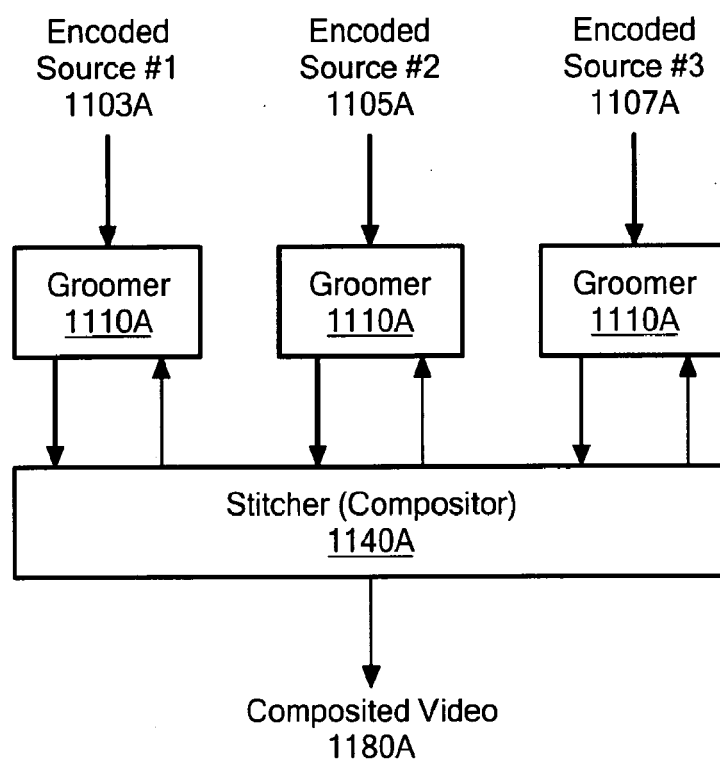 Encoded
Source #1
1103A
Encoded
Source #2
1105A
Encoded
Source #3
1107A
Groomer
1110A
Groomer
1110A
Groomer
1110A
Stitcher (Compositor)
1140A
Composited Video
1180A